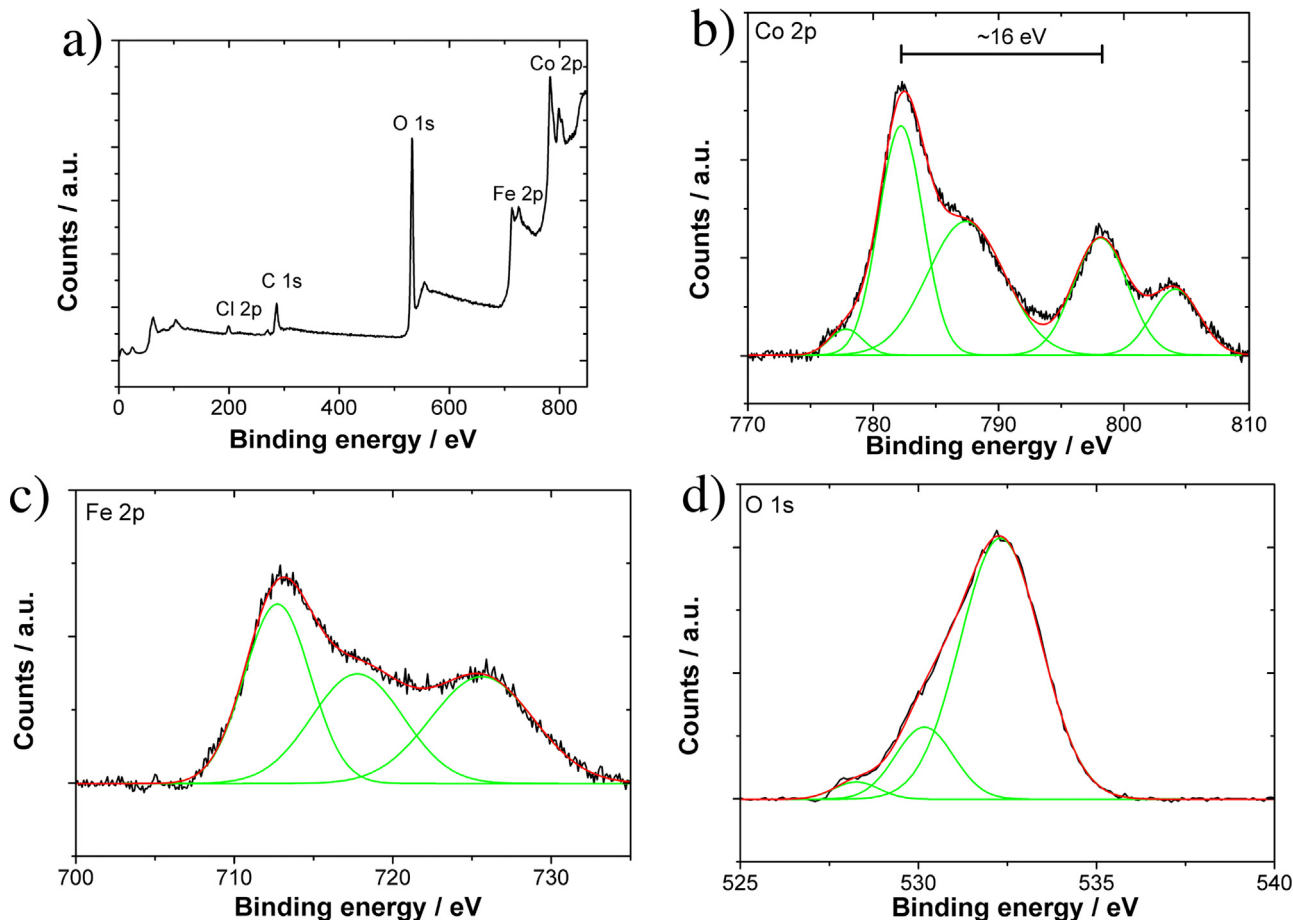 a)
Counts / a.u.
Co 2p
O 1s
Fe 2p
C 1s
Cl 2p
0 200 400 600 800
Binding energy / eV
b)
Counts / a.u.
Co 2p
~16 eV
770 780 790 800 810
Binding energy / eV
c)
Counts / a.u.
Fe 2p
700 710 720 730
Binding energy / eV
d)
Counts / a.u.
O 1s
525 530 535 540
Binding energy / eV